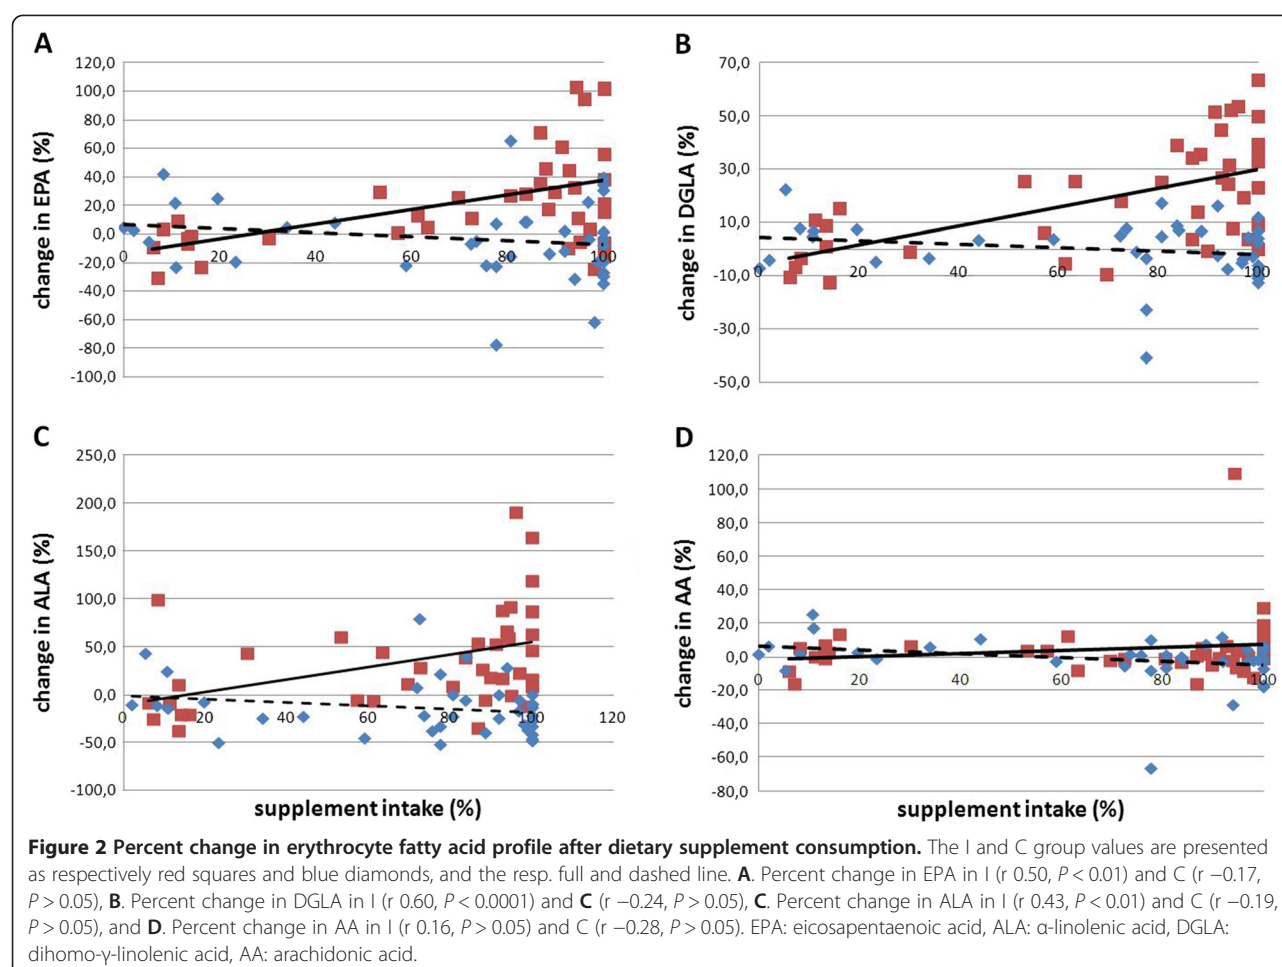 A
B
120,0
100,0
80,0
60,0
40,0
20,0
0,0
-20,0
-40,0
-60,0
-80,0
-100,0
0 20 40 60 80 100
change in EPA (%)
70,0
50,0
30,0
10,0
-10,0
-30,0
-50,0
0 20 40 60 80 100
change in DGLA (%)
C
D
250,0
200,0
150,0
100,0
50,0
0,0
-50,0
-100,0
0 20 40 60 80 100 120
change in ALA (%)
supplement intake (%)
120,0
100,0
80,0
60,0
40,0
20,0
0,0
-20,0
-40,0
-60,0
-80,0
0 20 40 60 80 100
change in AA (%)
supplement intake (%)
Figure 2 Percent change in erythrocyte fatty acid profile after dietary supplement consumption. The I and C group values are presented
as respectively red squares and blue diamonds, and the resp. full and dashed line. A. Percent change in EPA in I (r 0.50, P < 0.01) and C (r −0.17,
P > 0.05), B. Percent change in DGLA in I (r 0.60, P < 0.0001) and C (r −0.24, P > 0.05), C. Percent change in ALA in I (r 0.43, P < 0.01) and C (r −0.19,
P > 0.05), and D. Percent change in AA in I (r 0.16, P > 0.05) and C (r −0.28, P > 0.05). EPA: eicosapentaenoic acid, ALA: α-linolenic acid, DGLA:
dihomo-γ-linolenic acid, AA: arachidonic acid.